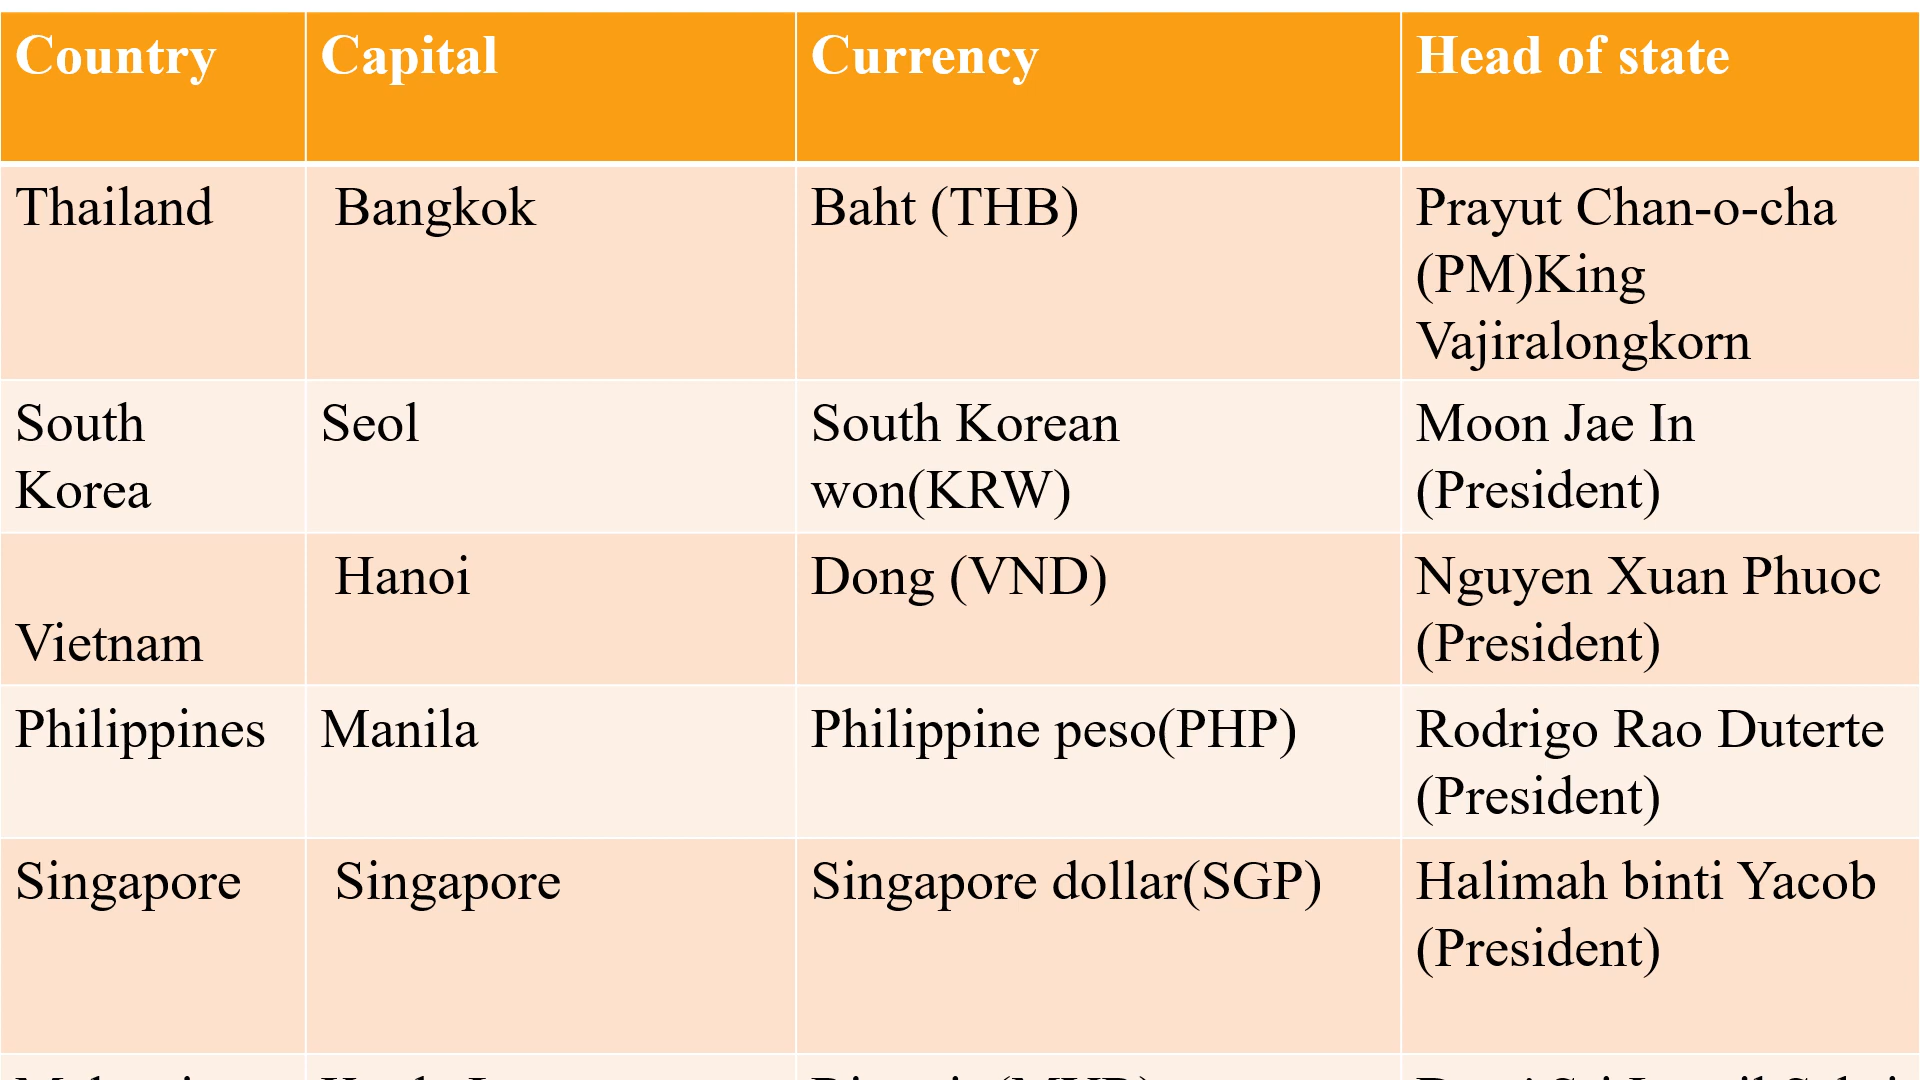 Country Capital Currency Head of state
Thailand Bangkok Baht (THB) Prayut Chan-o-cha
(PM)King
Vajiralongkorn
South Seol South Korean Moon Jae In
Korea won(KRW) (President)
Hanoi Dong (VND) Nguyen Xuan Phuoc
Vietnam (President)
Philippines Manila Philippine peso(PHP) Rodrigo Rao Duterte
(President)
Singapore Singapore Singapore dollar(SGP) Halimah binti Yacob
(President)